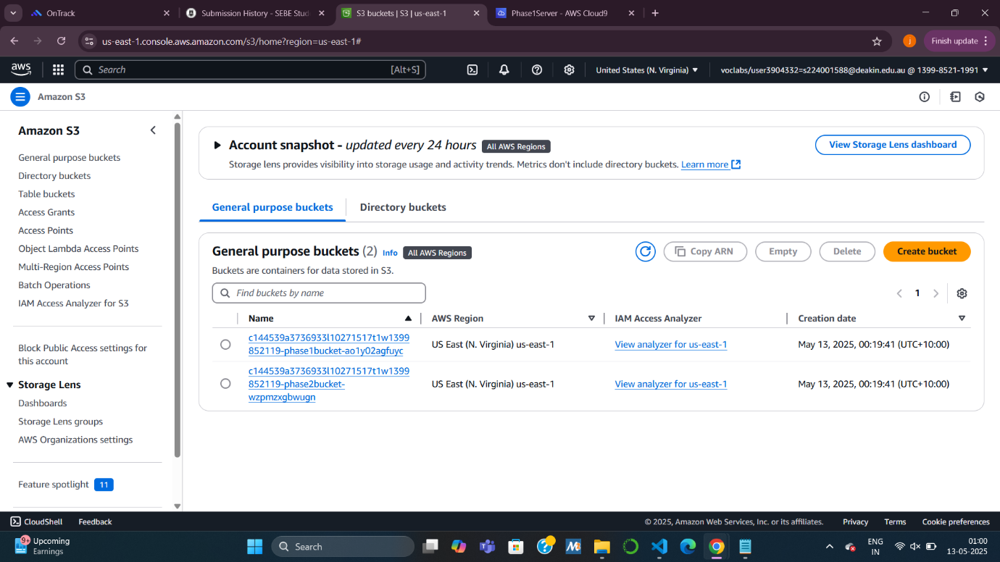 OnTrack
Submission History - SEBE Stud
S3 buckets | S3 | us-east-1
Phase1Server - AWS Cloud9
us-east-1.console.aws.amazon.com/s3/home?region=us-east-1#
j
Finish update
aws
Search
[Alt+S]
United States (N. Virginia)
voclabs/user3904332=s224001588@deakin.edu.au @ 1399-8521-1991
Amazon S3
Amazon S3
General purpose buckets
Directory buckets
Table buckets
Access Grants
Access Points
Object Lambda Access Points
Multi-Region Access Points
Batch Operations
IAM Access Analyzer for S3
Block Public Access settings for
this account
Storage Lens
Dashboards
Storage Lens groups
AWS Organizations settings
Feature spotlight 11
Account snapshot - updated every 24 hours All AWS Regions
View Storage Lens dashboard
Storage lens provides visibility into storage usage and activity trends. Metrics don't include directory buckets. Learn more
General purpose buckets
Directory buckets
General purpose buckets (2) Info All AWS Regions
Copy ARN
Empty
Delete
Create bucket
Buckets are containers for data stored in S3.
Find buckets by name
1
Name
AWS Region
IAM Access Analyzer
Creation date
c144539a3736933l10271517t1w1399
852119-phase1bucket-ao1y02agfuyc
US East (N. Virginia) us-east-1
View analyzer for us-east-1
May 13, 2025, 00:19:41 (UTC+10:00)
c144539a3736933l10271517t1w1399
852119-phase2bucket-
wzpmzxgbwugn
US East (N. Virginia) us-east-1
View analyzer for us-east-1
May 13, 2025, 00:19:41 (UTC+10:00)
CloudShell
Feedback
© 2025, Amazon Web Services, Inc. or its affiliates.
Privacy
Terms
Cookie preferences
9+
Upcoming
Earnings
Search
ENG
IN
01:00
13-05-2025